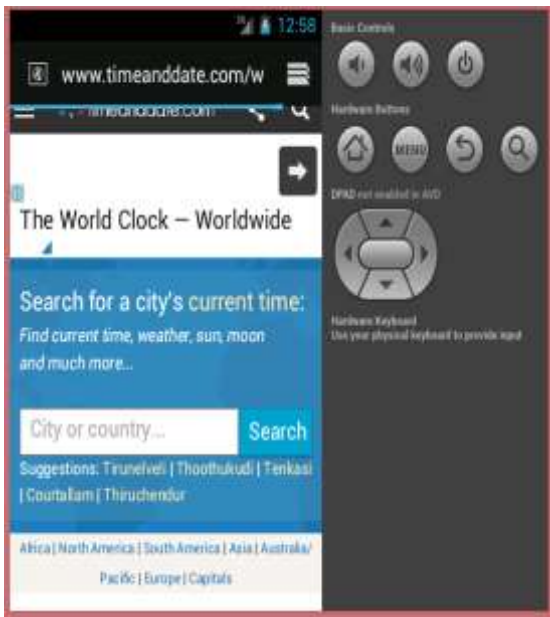 12:58
www.timeanddate.com/w
timeanddate.com
The World Clock — Worldwide
Search for a city's current time:
Find current time, weather, sun, moon
and much more...
City or country...
Search
Suggestions: Tirunelveli | Thoothukudi | Tenkasi
| Courtallam | Thiruchendur
Africa | North America | South America | Asia | Australia/
Pacific | Europe | Capitals
Basic Controls
Hardware Buttons
MENU
DPAD not enabled in AVD
Hardware Keyboard
Use your physical keyboard to provide input